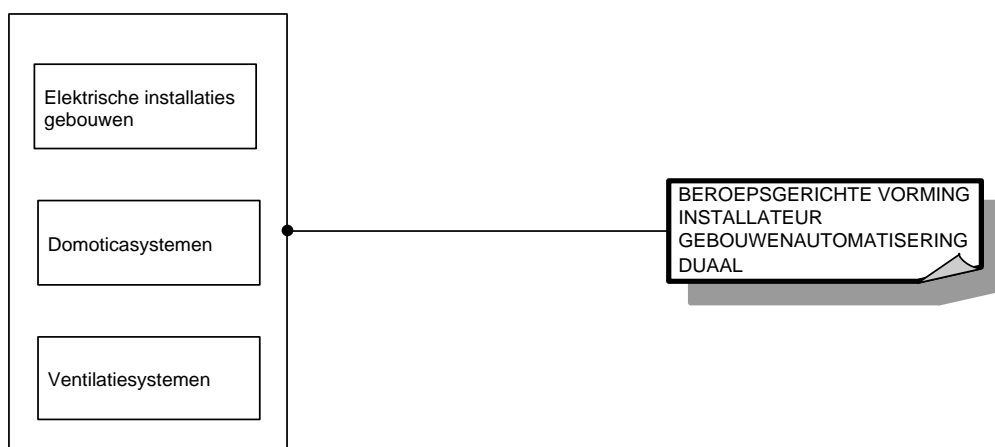 Elektrische installaties
gebouwen
Domoticasystemen
Ventilatiesystemen
BEROEPSGERICHTE VORMING
INSTALLATEUR
GEBOUWENAUTOMATISERING
DUAAL